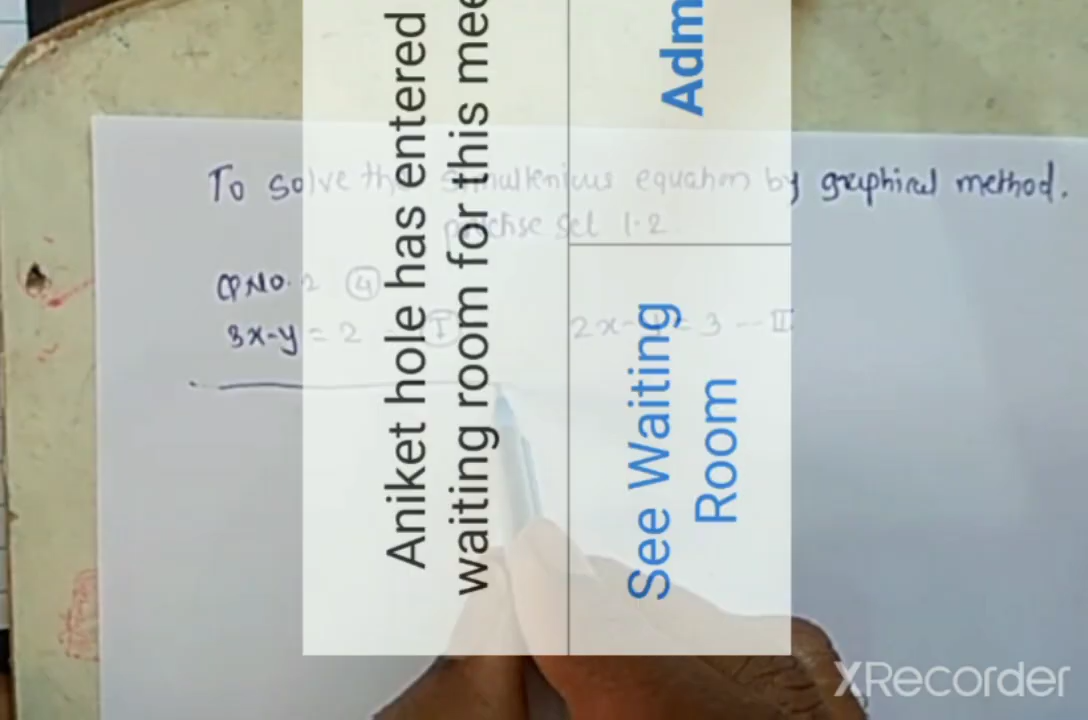 To solve the simultenious equation by graphical method.
practise set 1.2
Q NO. 2 ④
3x-y = 2 - Ⓘ 2x-y = 3 - II
Aniket hole has entered
waiting room for this mee
Adm
See Waiting
Room
XRecorder